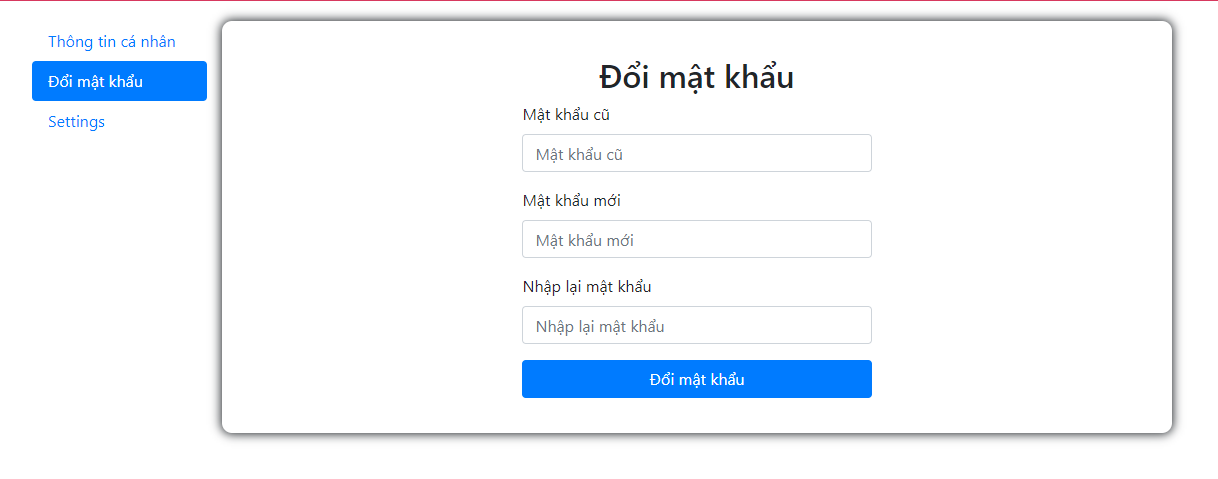 Thông tin cá nhân
Đổi mật khẩu
Settings
Đổi mật khẩu
Mật khẩu cũ
Mật khẩu cũ
Mật khẩu mới
Mật khẩu mới
Nhập lại mật khẩu
Nhập lại mật khẩu
Đổi mật khẩu